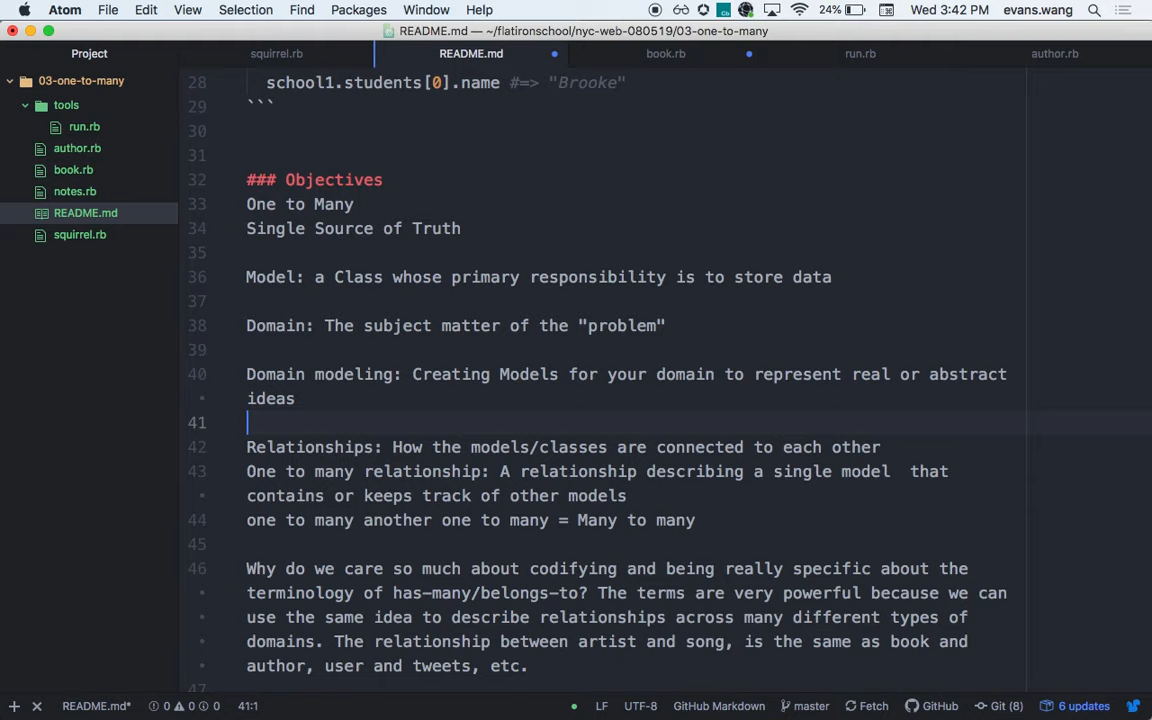 Atom File Edit View Selection Find Packages Window Help 24% Wed 3:42 PM evans.wang
README.md — ~/flatironschool/nyc-web-080519/03-one-to-many
Project squirrel.rb README.md book.rb run.rb author.rb
03-one-to-many
tools
run.rb
author.rb
book.rb
notes.rb
README.md
squirrel.rb
28 school1.students[0].name #=> "Brooke"
29 ```
30
31
32 ### Objectives
33 One to Many
34 Single Source of Truth
35
36 Model: a Class whose primary responsibility is to store data
37
38 Domain: The subject matter of the "problem"
39
40 Domain modeling: Creating Models for your domain to represent real or abstract
• ideas
41
42 Relationships: How the models/classes are connected to each other
43 One to many relationship: A relationship describing a single model  that
• contains or keeps track of other models
44 one to many another one to many = Many to many
45
46 Why do we care so much about codifying and being really specific about the
• terminology of has-many/belongs-to? The terms are very powerful because we can
• use the same idea to describe relationships across many different types of
• domains. The relationship between artist and song, is the same as book and
• author, user and tweets, etc.
47
README.md* 0 0 0 41:1 LF UTF-8 GitHub Markdown master Fetch GitHub Git (8) 6 updates